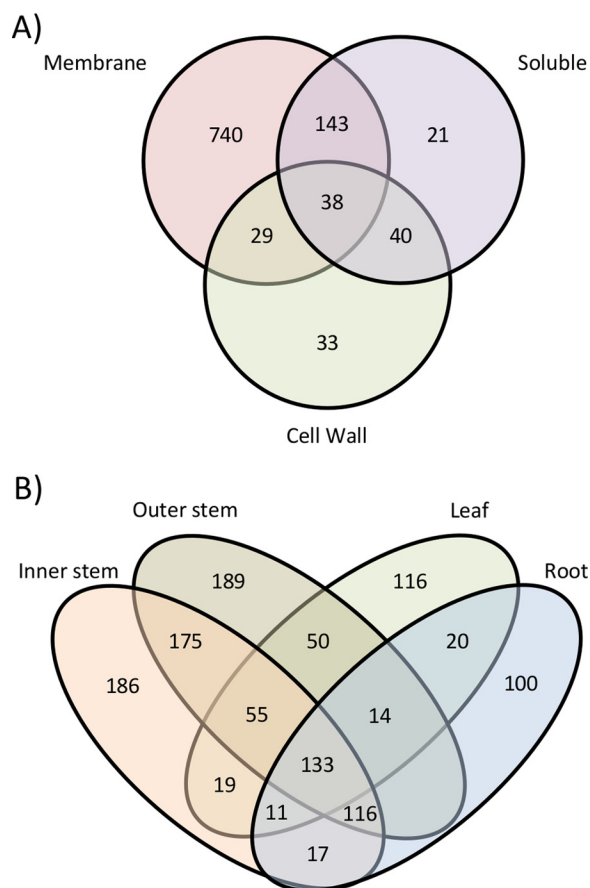 A)
Membrane
Soluble
740
143
21
38
29
40
33
Cell Wall
B)
Outer stem
Leaf
Inner stem
Root
189
116
175
50
20
186
100
55
14
133
19
11
116
17